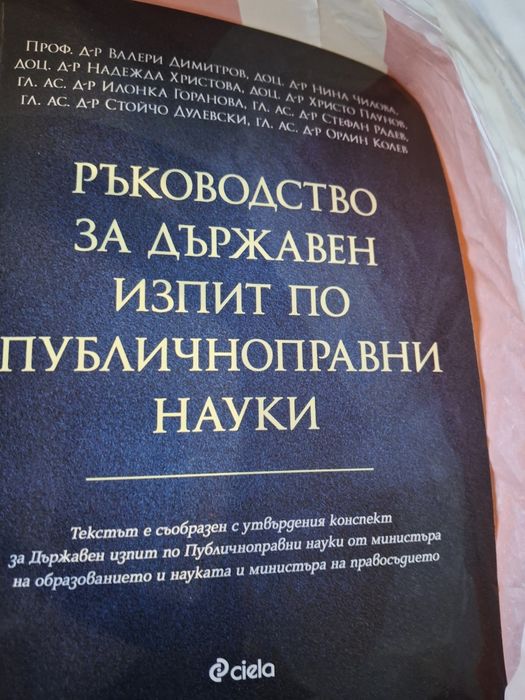 Проф. д-р Валери Димитров, доц. д-р Нина Чилова,
доц. д-р Надежда Христова, доц. д-р Христо Паунов,
гл. ас. д-р Илонка Горанова, гл. ас. д-р Стефан Радев,
гл. ас. д-р Стойчо Дулевски, гл. ас. д-р Орлин Колев
РЪКОВОДСТВО
ЗА ДЪРЖАВЕН
ИЗПИТ ПО
ПУБЛИЧНОПРАВНИ
НАУКИ
Текстът е съобразен с утвърдения конспект
за Държавен изпит по Публичноправни науки от министъра
на образованието и науката и министъра на правосъдието
ciela